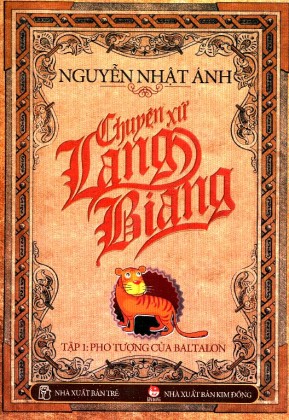 NGUYỄN NHẬT ÁNH
Chuyện xứ
Lang
Biang
TẬP 1: PHO TƯỢNG CỦA BALTALON
NHÀ XUẤT BẢN TRẺ
NHÀ XUẤT BẢN KIM ĐỒNG